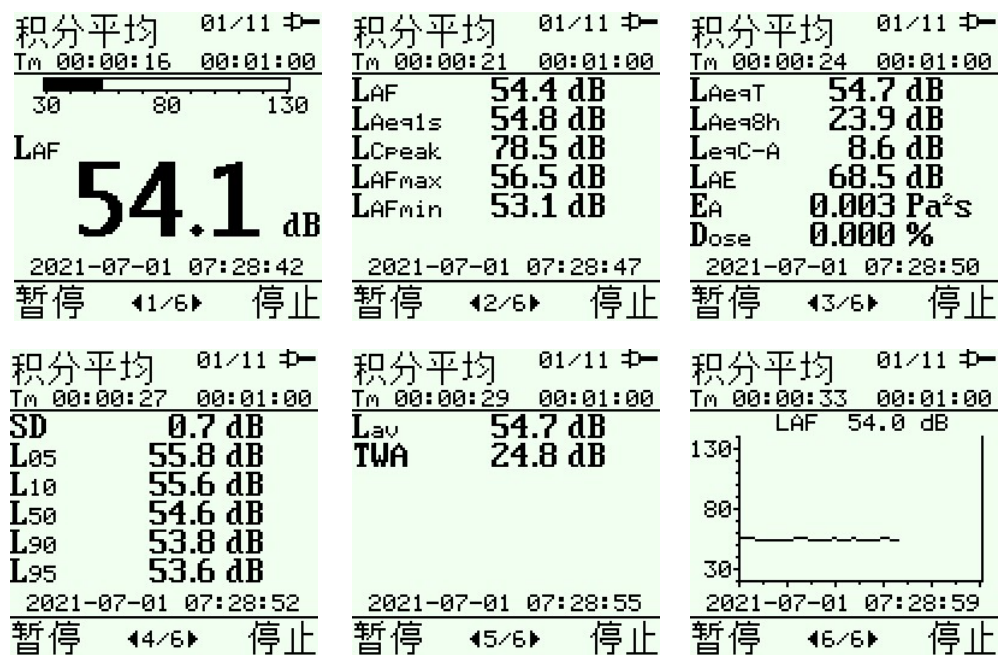 积分平均 01/11
Tm 00:00:16 00:01:00
30 80 130
LAF
54.1 dB
2021-07-01 07:28:42
暂停 1/6 停止
积分平均 01/11
Tm 00:00:21 00:01:00
LAF 54.4 dB
LAeq1s 54.8 dB
LCpeak 78.5 dB
LAFmax 56.5 dB
LAFmin 53.1 dB
2021-07-01 07:28:47
暂停 2/6 停止
积分平均 01/11
Tm 00:00:24 00:01:00
LAeqT 54.7 dB
LAeq8h 23.9 dB
LeqC-A 8.6 dB
LAE 68.5 dB
EA 0.003 Pa²s
Dose 0.000 %
2021-07-01 07:28:50
暂停 3/6 停止
积分平均 01/11
Tm 00:00:27 00:01:00
SD 0.7 dB
L05 55.8 dB
L10 55.6 dB
L50 54.6 dB
L90 53.8 dB
L95 53.6 dB
2021-07-01 07:28:52
暂停 4/6 停止
积分平均 01/11
Tm 00:00:29 00:01:00
Lav 54.7 dB
TWA 24.8 dB
2021-07-01 07:28:55
暂停 5/6 停止
积分平均 01/11
Tm 00:00:33 00:01:00
LAF 54.0 dB
130
80
30
2021-07-01 07:28:59
暂停 6/6 停止